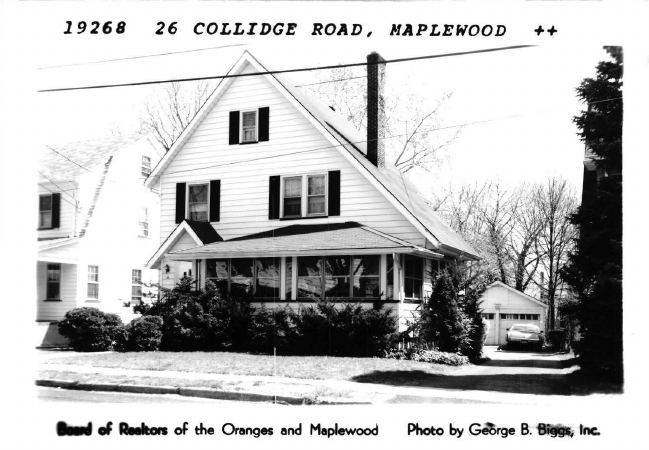 19268 26 COLLIDGE ROAD, MAPLEWOOD ++
Board of Realtors of the Oranges and Maplewood Photo by George B. Biggs, Inc.